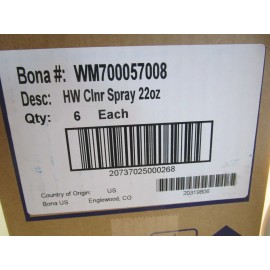 Bona #: WM700057008
Desc: HW Clnr Spray 22oz
Qty: 6 Each
20737025000268
Country of Origin: US
Bona US Englewood, CO